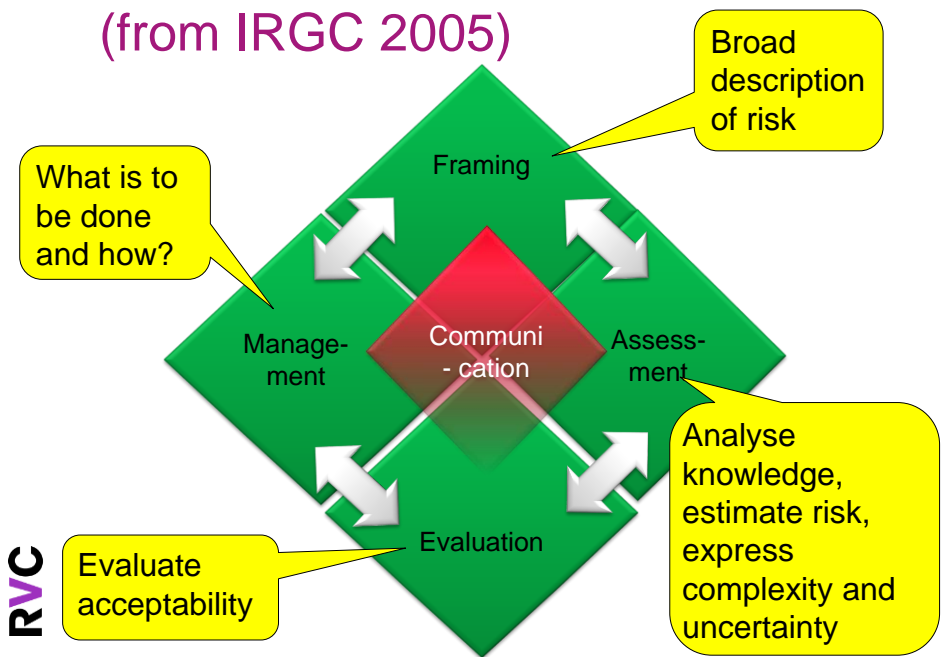 (from IRGC 2005)
Broad
description
of risk
Framing
What is to
be done
and how?
Manage-
ment
Communi
- cation
Assess-
ment
Analyse
knowledge,
estimate risk,
express
complexity and
uncertainty
Evaluation
Evaluate
acceptability
RVC